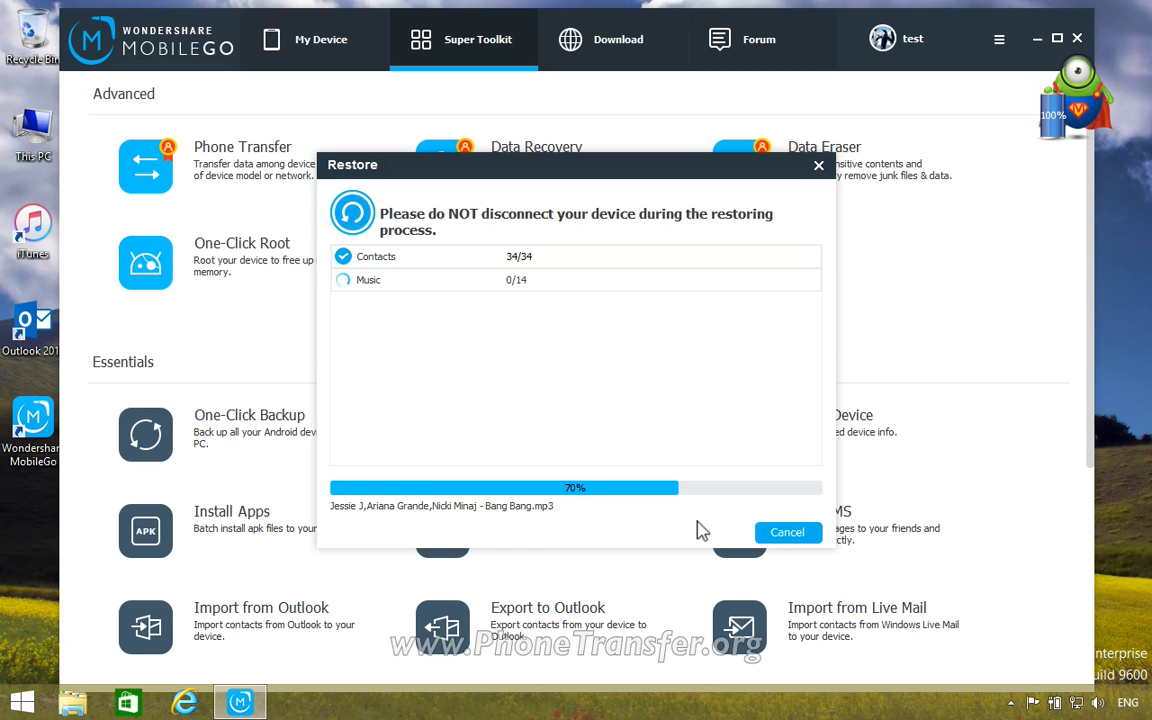 Recycle Bin
This PC
iTunes
Outlook 201
Wondershar
MobileGo
WONDERSHARE
MOBILEGO
My Device
Super Toolkit
Download
Forum
test
100%
Advanced
Phone Transfer
Transfer data among device
of device model or network.
Data Recovery
Data Eraser
sitive contents and
y remove junk files & data.
One-Click Root
Root your device to free up
memory.
Restore
Please do NOT disconnect your device during the restoring
process.
Contacts 34/34
Music 0/14
70%
Jessie J,Ariana Grande,Nicki Minaj - Bang Bang.mp3
Cancel
Essentials
One-Click Backup
Back up all your Android devi
PC.
Device
ed device info.
APK
Install Apps
Batch install apk files to your
MS
ages to your friends and
ctly.
Import from Outlook
Import contacts from Outlook to your
device.
Export to Outlook
Export contacts from your device to
Outlook.
Import from Live Mail
Import contacts from Windows Live Mail
to your device.
www.PhoneTransfer.org
nterprise
uild 9600
ENG